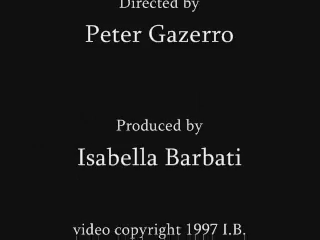 Directed by
Peter Gazerro
Produced by
Isabella Barbati
video copyright 1997 I.B.